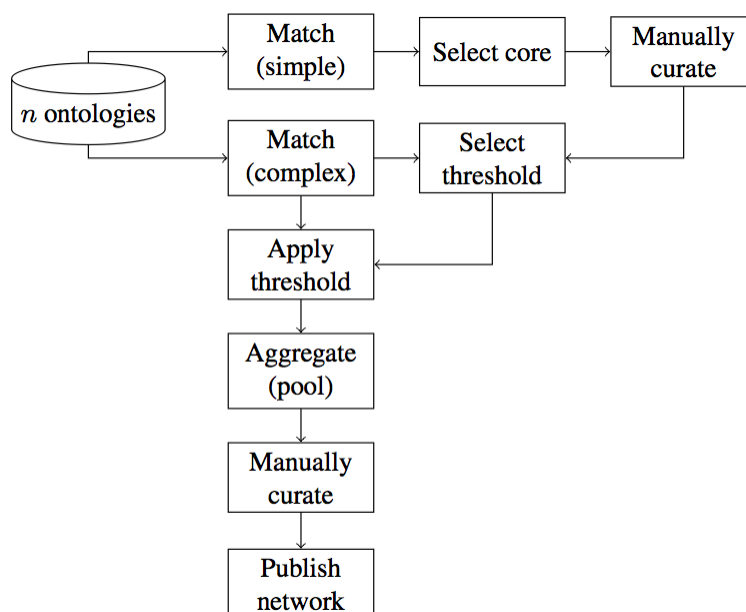 Match
(simple)
Select core
Manually
curate
n ontologies
Match
(complex)
Select
threshold
Apply
threshold
Aggregate
(pool)
Manually
curate
Publish
network